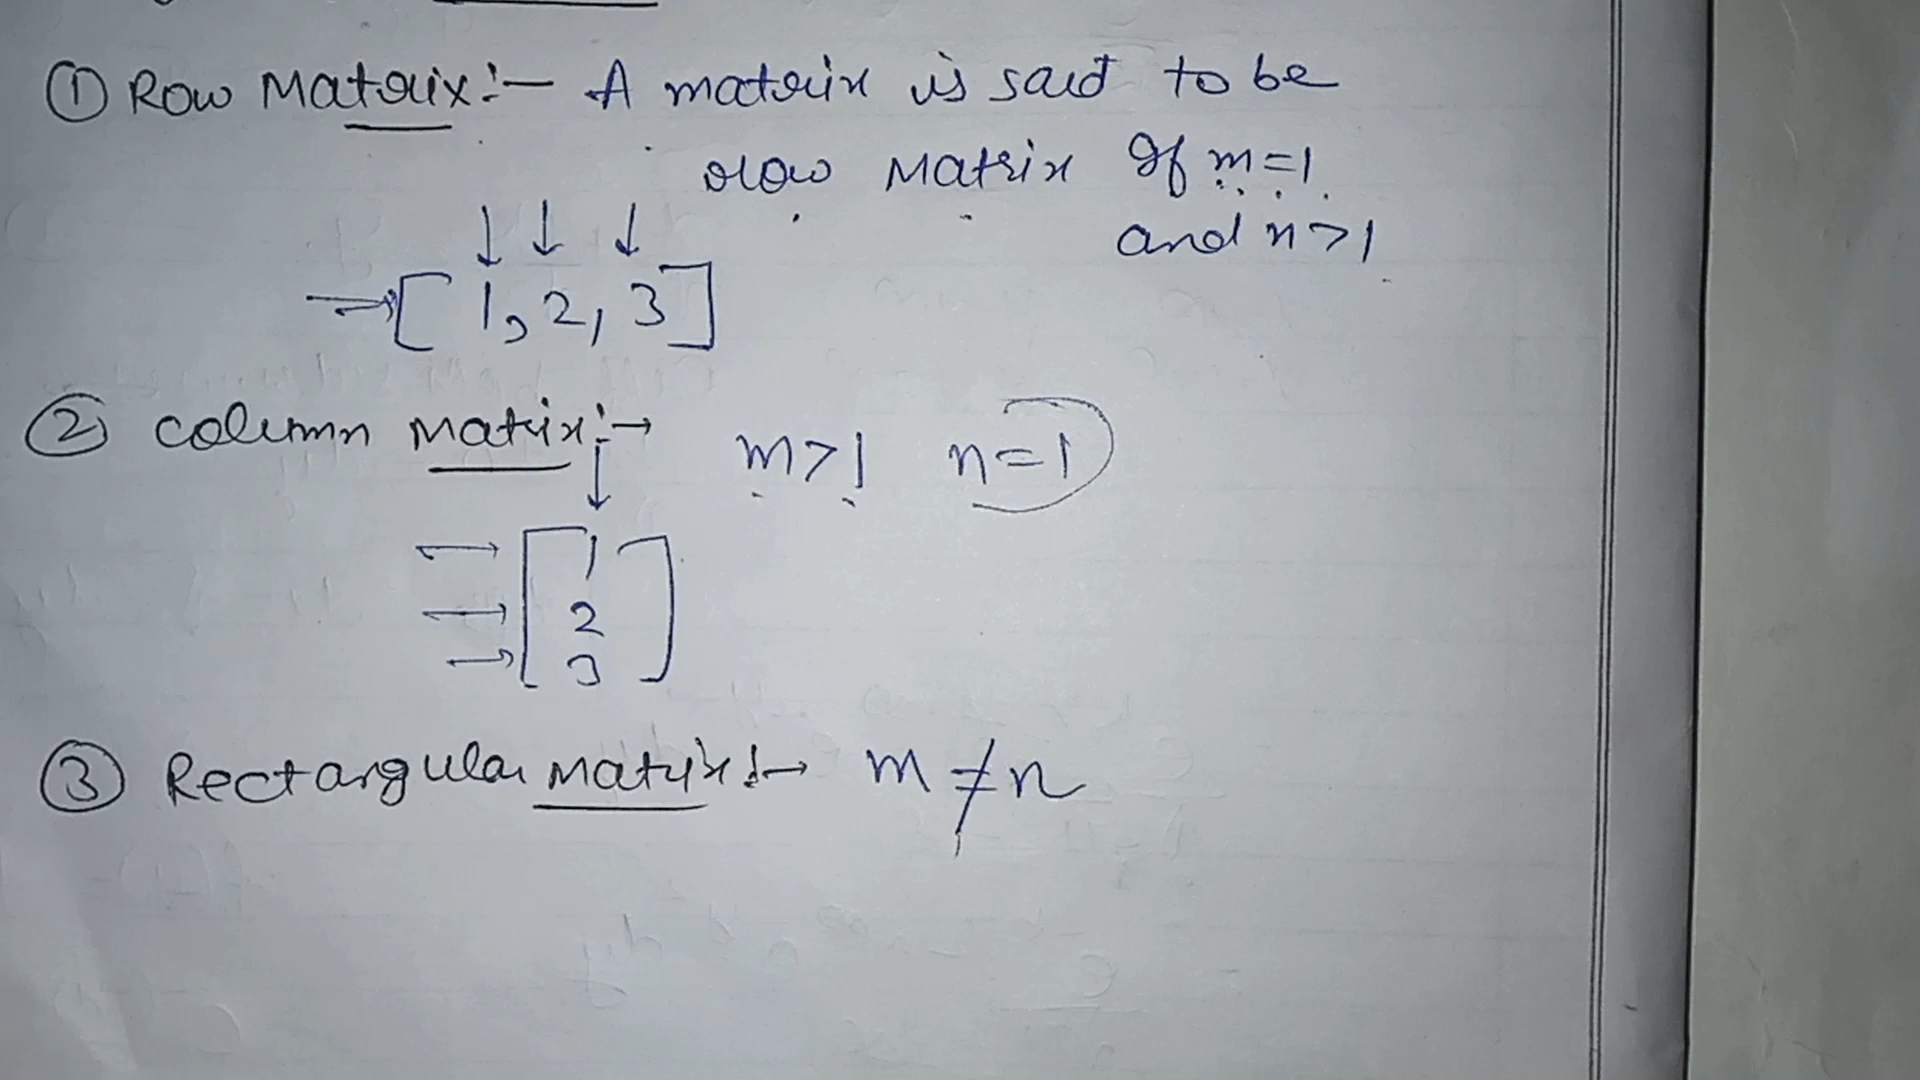 ① Row Matrix:- A matrix is said to be
row Matrix If m=1
and n>1
↓ ↓ ↓
→[1, 2, 3]
② Column Matrix:→ m>1 n=1
↓
→ [1
→ 2
→ 3]
③ Rectangular Matrix:→ m≠n